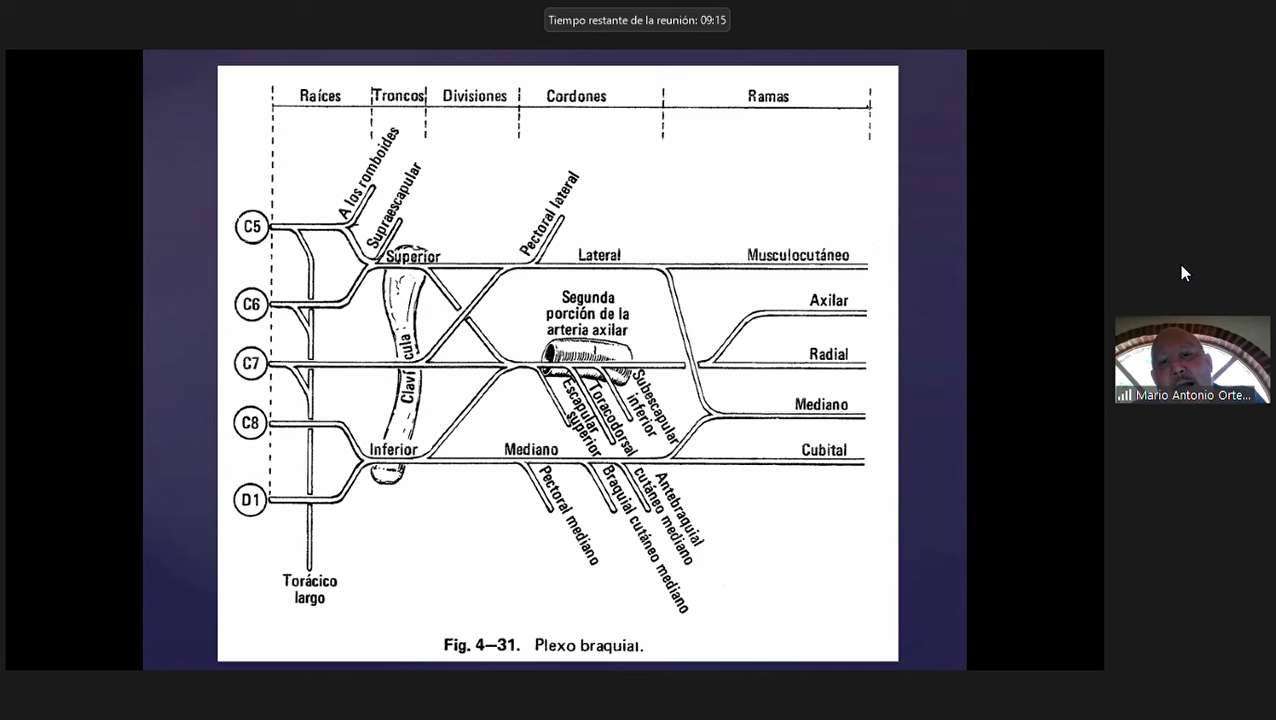 Tiempo restante de la reunión: 09:15
Raíces
Troncos
Divisiones
Cordones
Ramas
A los romboides
Supraescapular
Pectoral lateral
C5
Superior
Lateral
Musculocutáneo
C6
Segunda
porción de la
arteria axilar
Axilar
C7
Clavícula
Radial
Escapular
superior
Toracodorsal
Subescapular
inferior
Mediano
C8
Inferior
Mediano
Cubital
D1
Pectoral mediano
Braquial cutáneo mediano
Antebraquial
cutáneo mediano
Torácico
largo
Fig. 4—31. Plexo braquial.
Mario Antonio Orte...